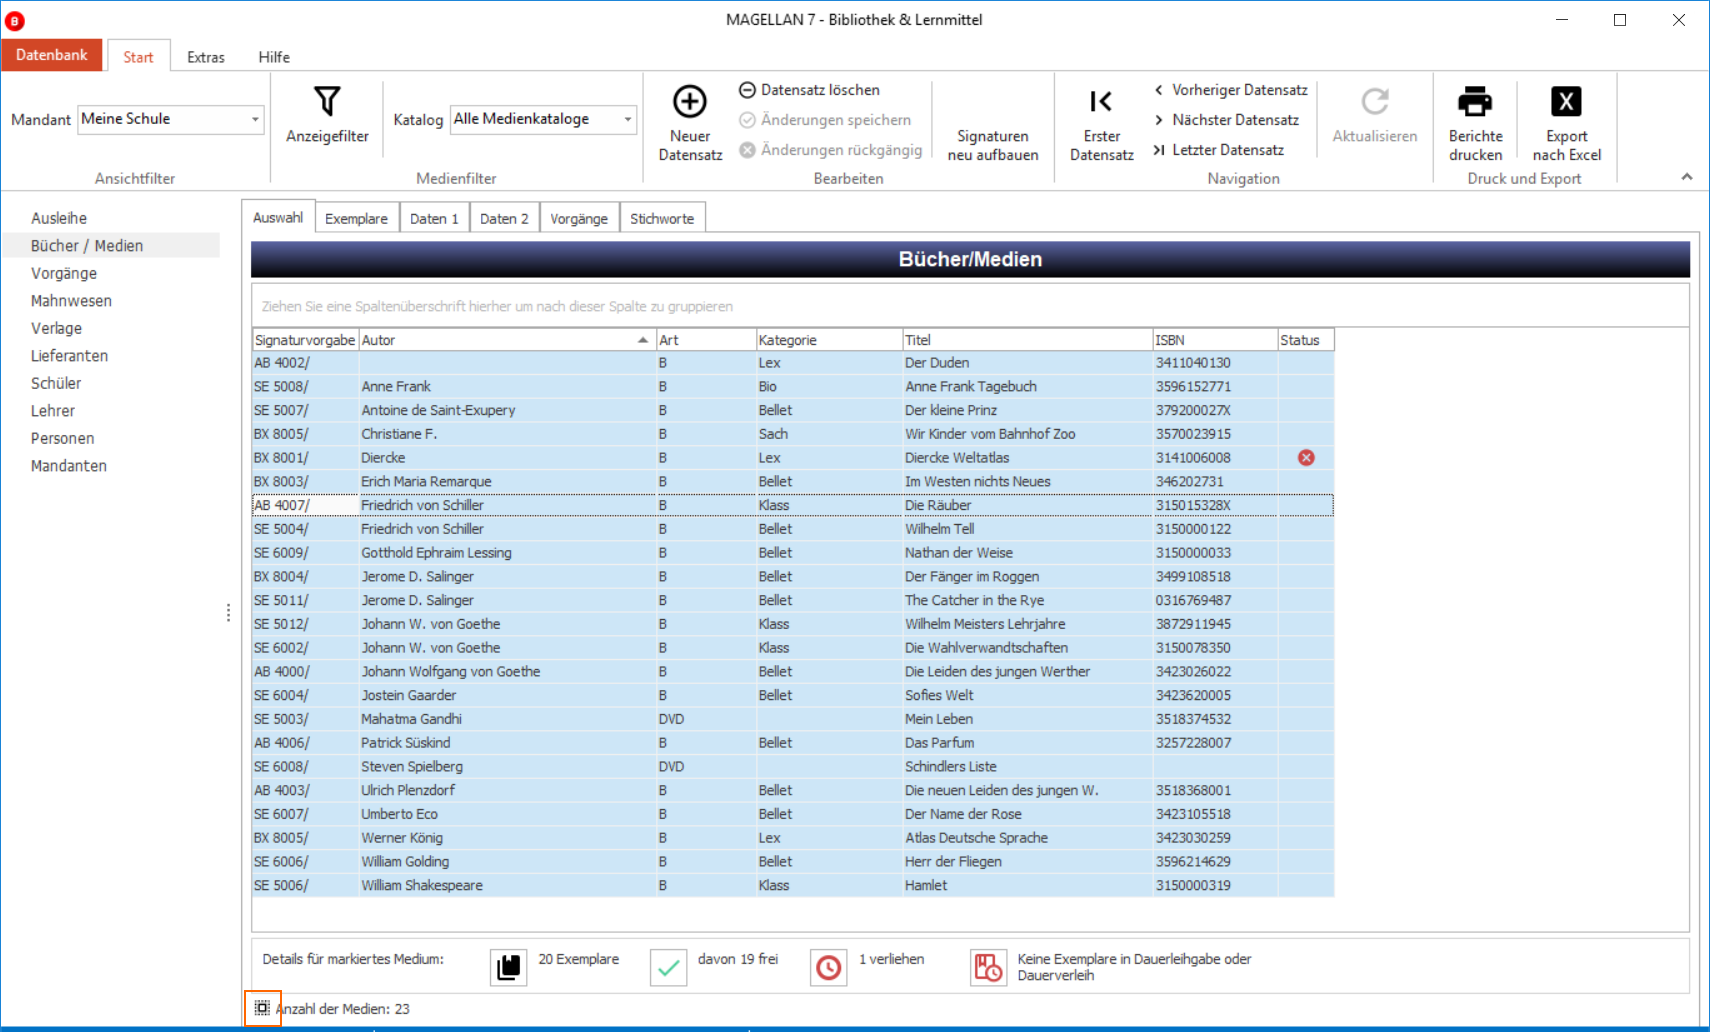 B
MAGELLAN 7 - Bibliothek & Lernmittel
Datenbank Start Extras Hilfe
Mandant Meine Schule
Ansichtfilter
Anzeigefilter
Katalog Alle Medienkataloge
Medienfilter
Neuer
Datensatz
Datensatz löschen
Änderungen speichern
Änderungen rückgängig
Signaturen
neu aufbauen
Bearbeiten
Erster
Datensatz
Vorheriger Datensatz
Nächster Datensatz
Letzter Datensatz
Aktualisieren
Navigation
Berichte
drucken
X
Export
nach Excel
Druck und Export
Ausleihe
Bücher / Medien
Vorgänge
Mahnwesen
Verlage
Lieferanten
Schüler
Lehrer
Personen
Mandanten
Auswahl Exemplare Daten 1 Daten 2 Vorgänge Stichworte
Bücher/Medien
Ziehen Sie eine Spaltenüberschrift hierher um nach dieser Spalte zu gruppieren
Signaturvorgabe Autor Art Kategorie Titel ISBN Status
AB 4002/ B Lex Der Duden 3411040130
SE 5008/ Anne Frank B Bio Anne Frank Tagebuch 3596152771
SE 5007/ Antoine de Saint-Exupery B Bellet Der kleine Prinz 379200027X
BX 8005/ Christiane F. B Sach Wir Kinder vom Bahnhof Zoo 3570023915
BX 8001/ Diercke B Lex Diercke Weltatlas 3141006008
BX 8003/ Erich Maria Remarque B Bellet Im Westen nichts Neues 346202731
AB 4007/ Friedrich von Schiller B Klass Die Räuber 315015328X
SE 5004/ Friedrich von Schiller B Bellet Wilhelm Tell 3150000122
SE 6009/ Gotthold Ephraim Lessing B Bellet Nathan der Weise 3150000033
BX 8004/ Jerome D. Salinger B Bellet Der Fänger im Roggen 3499108518
SE 5011/ Jerome D. Salinger B Bellet The Catcher in the Rye 0316769487
SE 5012/ Johann W. von Goethe B Klass Wilhelm Meisters Lehrjahre 3872911945
SE 6002/ Johann W. von Goethe B Klass Die Wahlverwandtschaften 3150078350
AB 4000/ Johann Wolfgang von Goethe B Bellet Die Leiden des jungen Werther 3423026022
SE 6004/ Jostein Gaarder B Bellet Sofies Welt 3423620005
SE 5003/ Mahatma Gandhi DVD Mein Leben 3518374532
AB 4006/ Patrick Süskind B Bellet Das Parfum 3257228007
SE 6008/ Steven Spielberg DVD Schindlers Liste
AB 4003/ Ulrich Plenzdorf B Bellet Die neuen Leiden des jungen W. 3518368001
SE 6007/ Umberto Eco B Bellet Der Name der Rose 3423105518
BX 8005/ Werner König B Lex Atlas Deutsche Sprache 3423030259
SE 6006/ William Golding B Bellet Herr der Fliegen 3596214629
SE 5006/ William Shakespeare B Klass Hamlet 3150000319
Details für markiertes Medium: 20 Exemplare davon 19 frei 1 verliehen Keine Exemplare in Dauerleihgabe oder
Dauerverleih
Anzahl der Medien: 23